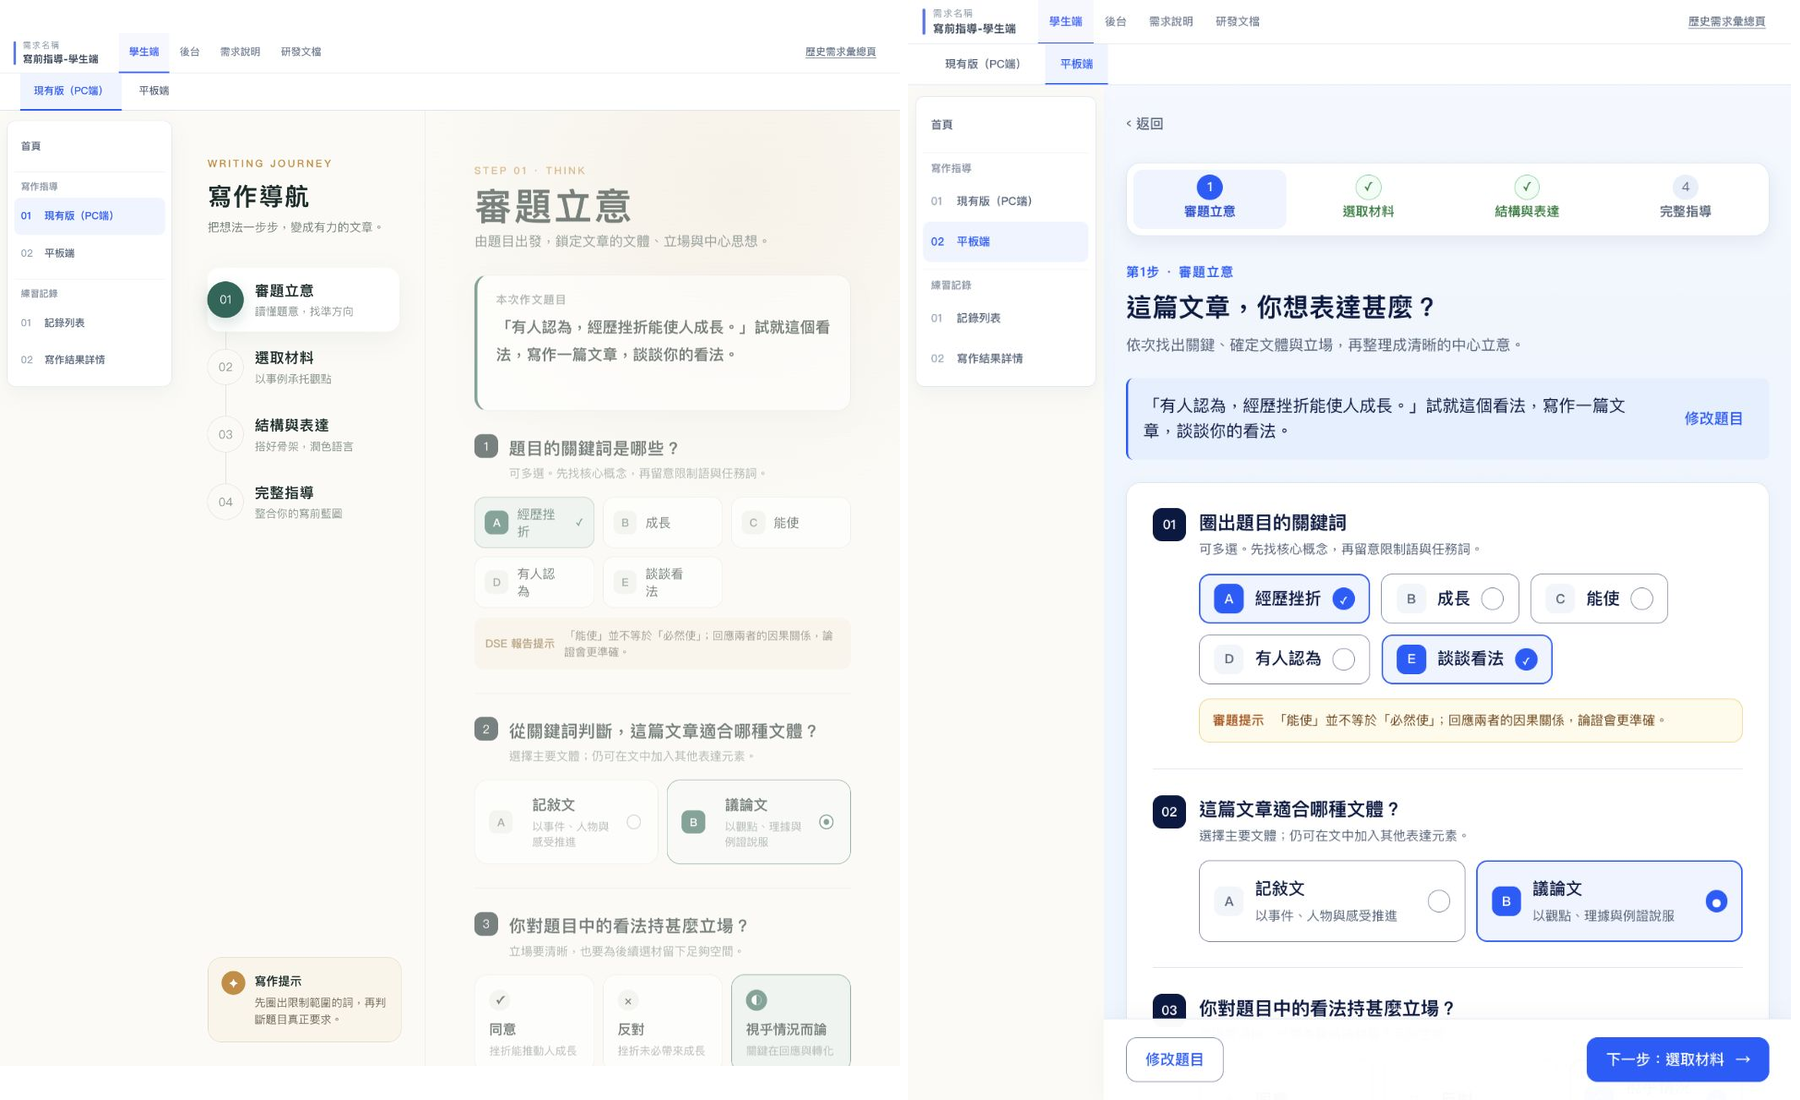 需求名稱
寫前指導-學生端
學生端
後台
需求說明
研發文檔
歷史需求彙總頁
現有版（PC端）
平板端
首頁
寫作指導
01 現有版（PC端）
02 平板端
練習記錄
01 記錄列表
02 寫作結果詳情
WRITING JOURNEY
寫作導航
把想法一步步，變成有力的文章。
01 審題立意
讀懂題意，找準方向
02 選取材料
以事例承托觀點
03 結構與表達
搭好骨架，潤色語言
04 完整指導
整合你的寫前藍圖
✦ 寫作提示
先圈出限制範圍的詞，再判
斷題目真正要求。
STEP 01 · THINK
審題立意
由題目出發，鎖定文章的文體、立場與中心思想。
本次作文題目
「有人認為，經歷挫折能使人成長。」試就這個看
法，寫作一篇文章，談談你的看法。
1 題目的關鍵詞是哪些？
可多選。先找核心概念，再留意限制語與任務詞。
A 經歷挫
折 ✓
B 成長
C 能使
D 有人認
為
E 談談看
法
DSE 報告提示 「能使」並不等於「必然使」；回應兩者的因果關係，論
證會更準確。
2 從關鍵詞判斷，這篇文章適合哪種文體？
選擇主要文體；仍可在文中加入其他表達元素。
A 記敘文
以事件、人物與
感受推進
B 議論文
以觀點、理據與
例證說服
3 你對題目中的看法持甚麼立場？
立場要清晰，也要為後續選材留下足夠空間。
✓
同意
挫折能推動人成長
×
反對
挫折未必帶來成長
視乎情況而論
關鍵在回應與轉化
需求名稱
寫前指導-學生端
學生端
後台
需求說明
研發文檔
歷史需求彙總頁
現有版（PC端）
平板端
首頁
寫作指導
01 現有版（PC端）
02 平板端
練習記錄
01 記錄列表
02 寫作結果詳情
‹ 返回
1
審題立意
✓
選取材料
✓
結構與表達
4
完整指導
第1步 · 審題立意
這篇文章，你想表達甚麼？
依次找出關鍵、確定文體與立場，再整理成清晰的中心立意。
「有人認為，經歷挫折能使人成長。」試就這個看法，寫作一篇文
章，談談你的看法。
修改題目
01 圈出題目的關鍵詞
可多選。先找核心概念，再留意限制語與任務詞。
A 經歷挫折 ✓
B 成長
C 能使
D 有人認為
E 談談看法 ✓
審題提示 「能使」並不等於「必然使」；回應兩者的因果關係，論證會更準確。
02 這篇文章適合哪種文體？
選擇主要文體；仍可在文中加入其他表達元素。
A 記敘文
以事件、人物與感受推進
B 議論文
以觀點、理據與例證說服
03 你對題目中的看法持甚麼立場？
修改題目
下一步：選取材料 →